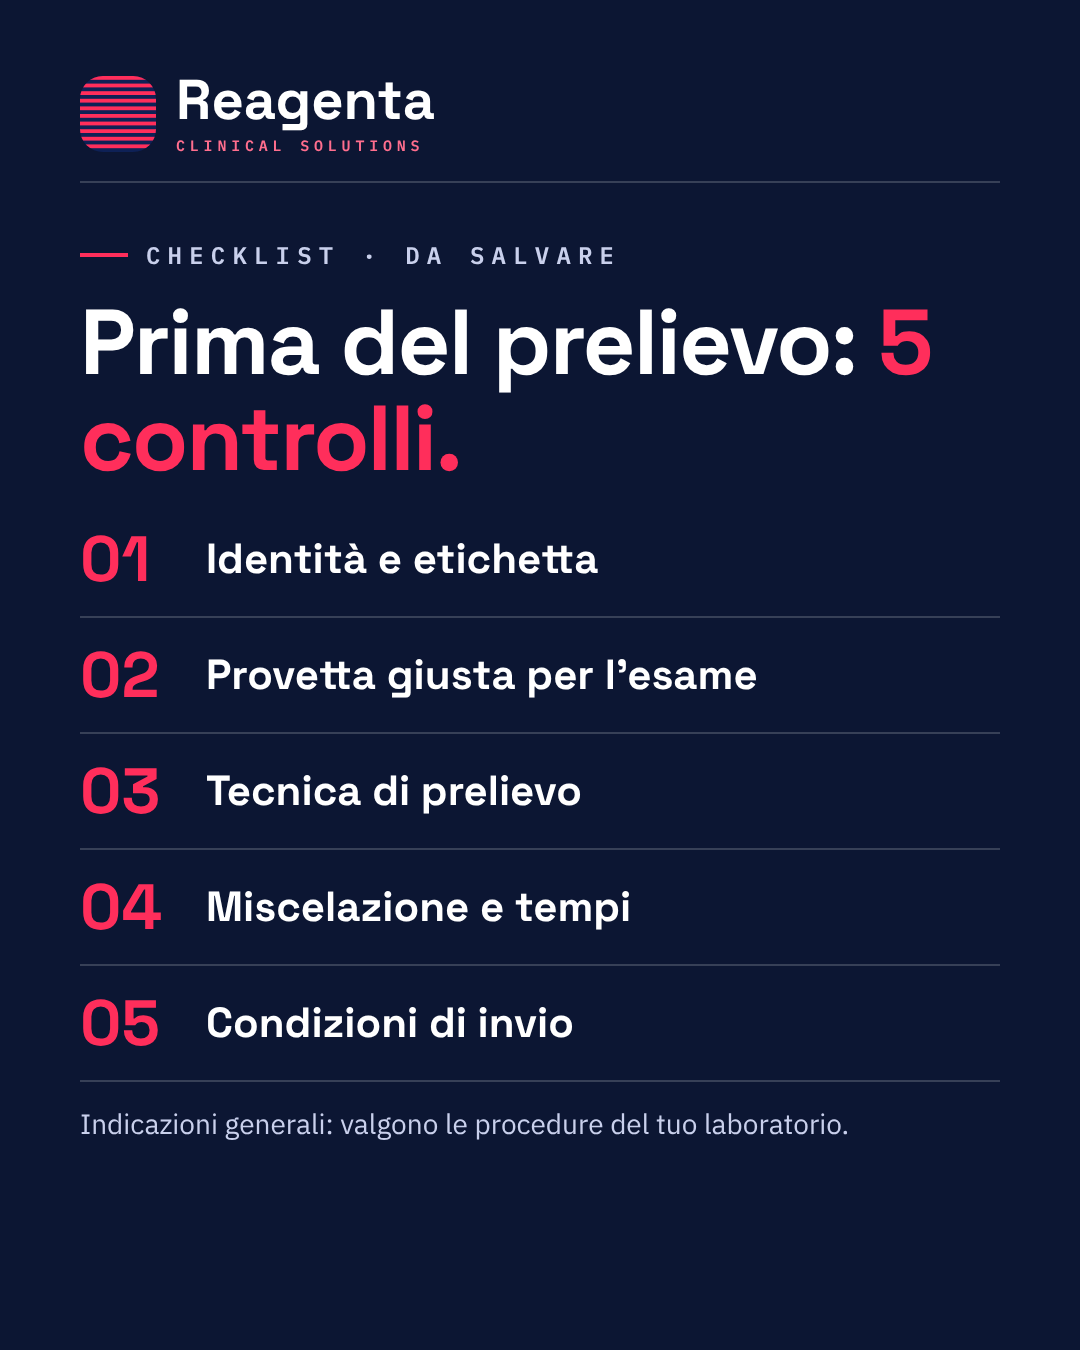 Reagenta
CLINICAL SOLUTIONS
CHECKLIST · DA SALVARE
Prima del prelievo: 5
controlli.
01 Identità e etichetta
02 Provetta giusta per l’esame
03 Tecnica di prelievo
04 Miscelazione e tempi
05 Condizioni di invio
Indicazioni generali: valgono le procedure del tuo laboratorio.